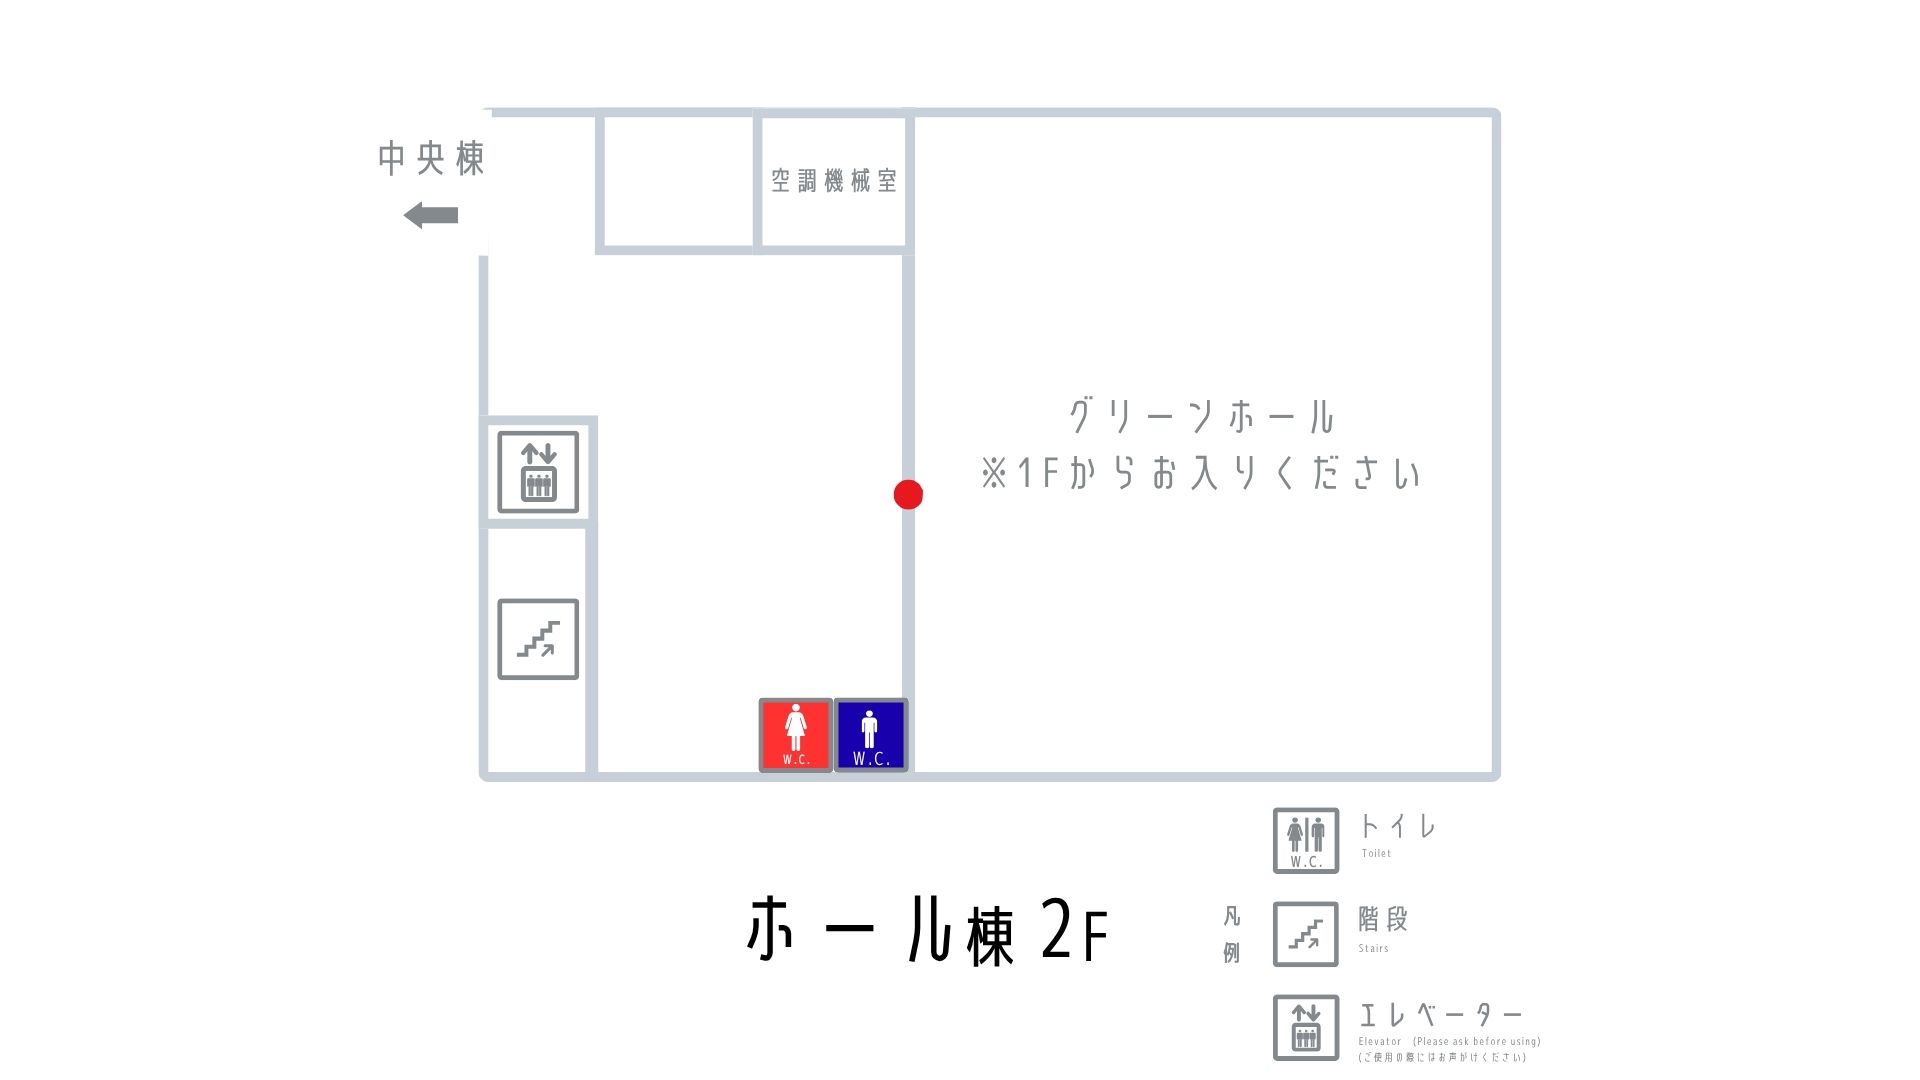 中央棟
空調機械室
グリーンホール
※1Fからお入りください
W.C.
W.C.
トイレ
Toilet
W.C.
凡例
階段
Stairs
エレベーター
Elevator (Please ask before using)
(ご使用の際にはお声がけください)
ホール棟 2F